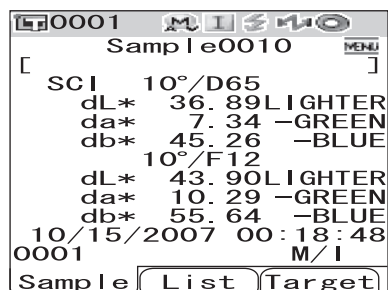 0001
Sample0010 MENU
[ ]
SCI 10°/D65
dL* 36.89LIGHTER
da* 7.34 –GREEN
db* 45.26 –BLUE
10°/F12
dL* 43.90LIGHTER
da* 10.29 –GREEN
db* 55.64 –BLUE
10/15/2007 00:18:48
0001 M/I
Sample List Target